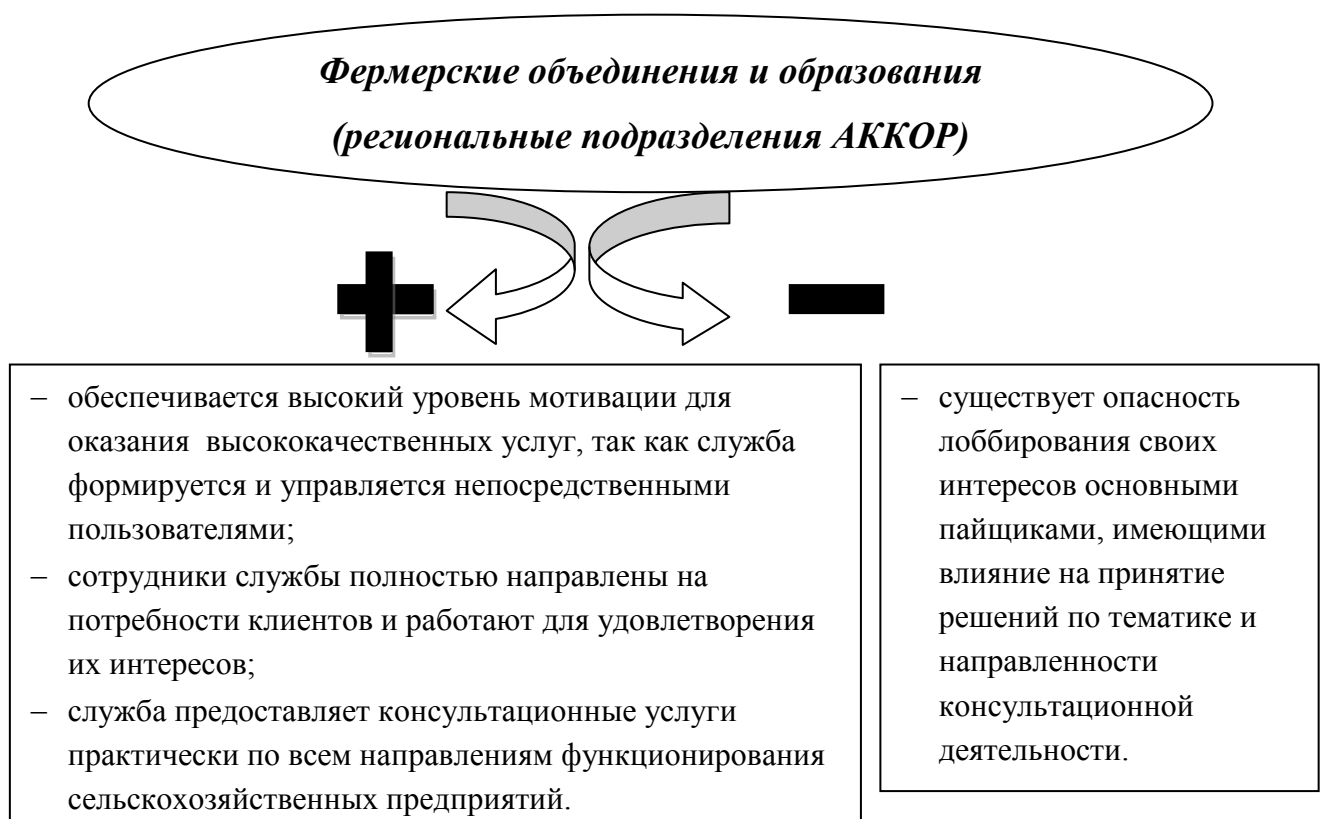 Фермерские объединения и образования
(региональные подразделения АККОР)
– обеспечивается высокий уровень мотивации для
оказания высококачественных услуг, так как служба
формируется и управляется непосредственными
пользователями;
– сотрудники службы полностью направлены на
потребности клиентов и работают для удовлетворения
их интересов;
– служба предоставляет консультационные услуги
практически по всем направлениям функционирования
сельскохозяйственных предприятий.
– существует опасность
лоббирования своих
интересов основными
пайщиками, имеющими
влияние на принятие
решений по тематике и
направленности
консультационной
деятельности.